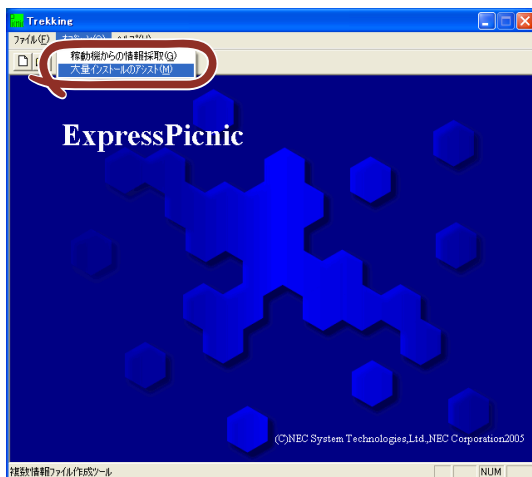 Trekking
ファイル(F)
稼動機からの情報採取(G)
大量インストールのアシスト(M)
ExpressPicnic
(C)NEC System Technologies,Ltd.,NEC Corporation2005
複数情報ファイル作成ツール
NUM